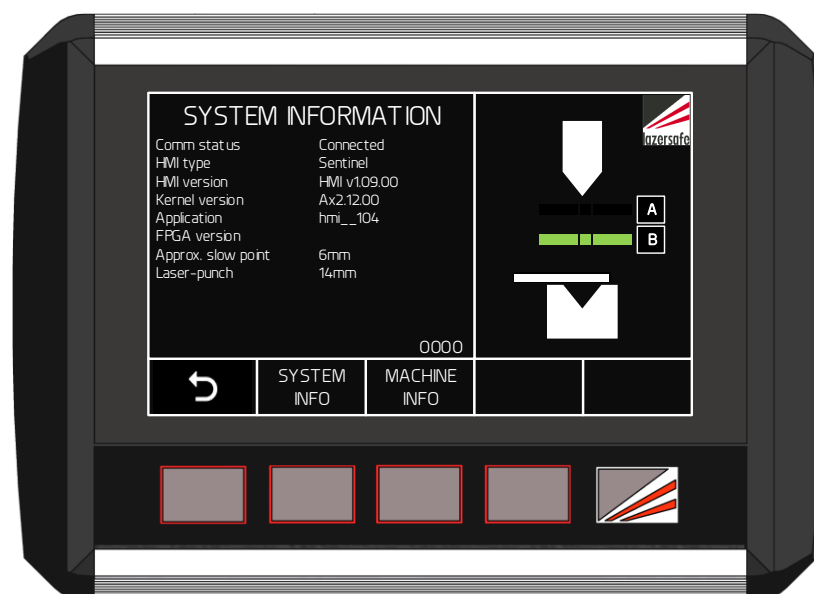 SYSTEM INFORMATION
Comm status Connected
HMI type Sentinel
HMI version HMI v1.09.00
Kernel version Ax2.12.00
Application hmi__104
FPGA version
Approx. slow point 6mm
Laser-punch 14mm
0000
lazersafe
A
B
SYSTEM INFO
MACHINE INFO